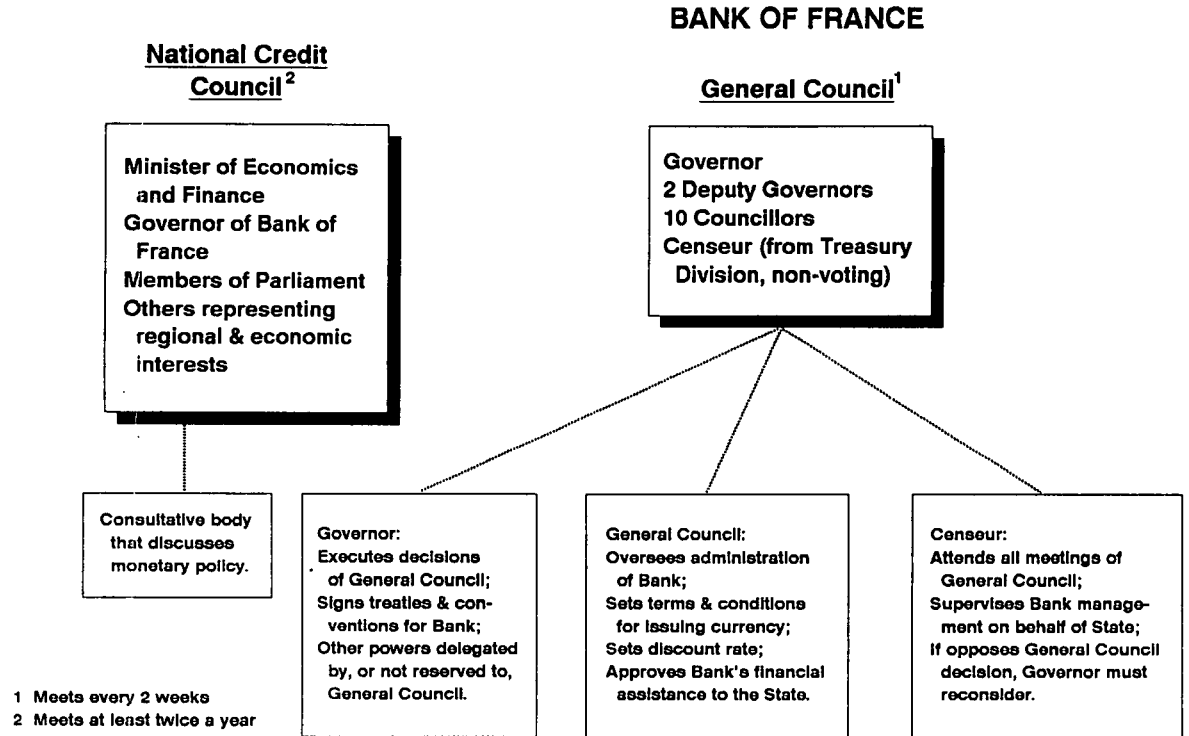 BANK OF FRANCE
National Credit
Council²
Minister of Economics
and Finance
Governor of Bank of
France
Members of Parliament
Others representing
regional & economic
interests
Consultative body
that discusses
monetary policy.
General Council¹
Governor
2 Deputy Governors
10 Councillors
Censeur (from Treasury
Division, non-voting)
Governor:
Executes decisions
of General Council;
Signs treaties & con-
ventions for Bank;
Other powers delegated
by, or not reserved to,
General Council.
General Council:
Oversees administration
of Bank;
Sets terms & conditions
for issuing currency;
Sets discount rate;
Approves Bank's financial
assistance to the State.
Censeur:
Attends all meetings of
General Council;
Supervises Bank manage-
ment on behalf of State;
If opposes General Council
decision, Governor must
reconsider.
1 Meets every 2 weeks
2 Meets at least twice a year